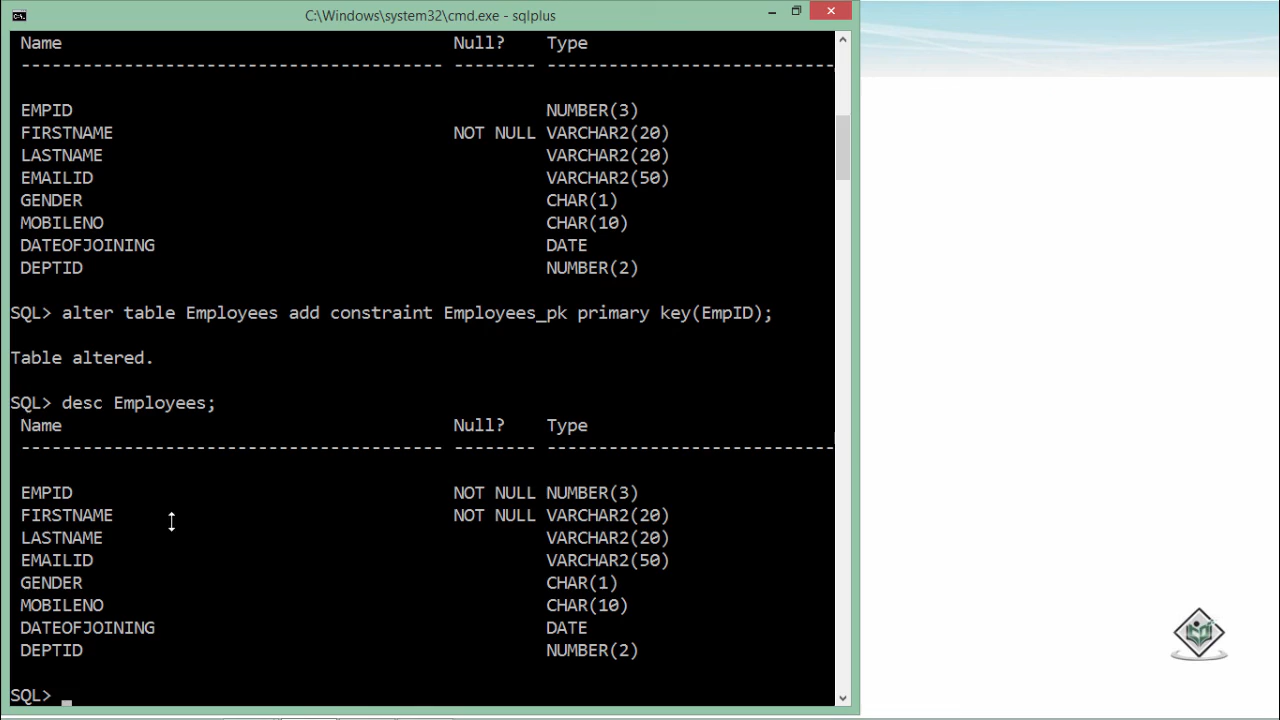 C:\Windows\system32\cmd.exe - sqlplus
Name Null? Type
----------------------------------------- -------- ----------------------------
EMPID NUMBER(3)
FIRSTNAME NOT NULL VARCHAR2(20)
LASTNAME VARCHAR2(20)
EMAILID VARCHAR2(50)
GENDER CHAR(1)
MOBILENO CHAR(10)
DATEOFJOINING DATE
DEPTID NUMBER(2)
SQL> alter table Employees add constraint Employees_pk primary key(EmpID);
Table altered.
SQL> desc Employees;
Name Null? Type
----------------------------------------- -------- ----------------------------
EMPID NOT NULL NUMBER(3)
FIRSTNAME NOT NULL VARCHAR2(20)
LASTNAME VARCHAR2(20)
EMAILID VARCHAR2(50)
GENDER CHAR(1)
MOBILENO CHAR(10)
DATEOFJOINING DATE
DEPTID NUMBER(2)
SQL>